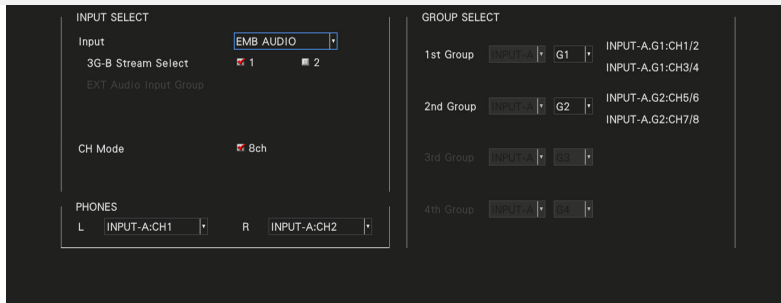 INPUT SELECT
Input EMB AUDIO
3G-B Stream Select 1 2
EXT Audio Input Group
CH Mode 8ch
PHONES
L INPUT-A:CH1 R INPUT-A:CH2
GROUP SELECT
1st Group INPUT-A G1 INPUT-A.G1:CH1/2
INPUT-A.G1:CH3/4
2nd Group INPUT-A G2 INPUT-A.G2:CH5/6
INPUT-A.G2:CH7/8
3rd Group INPUT-A G3
4th Group INPUT-A G4